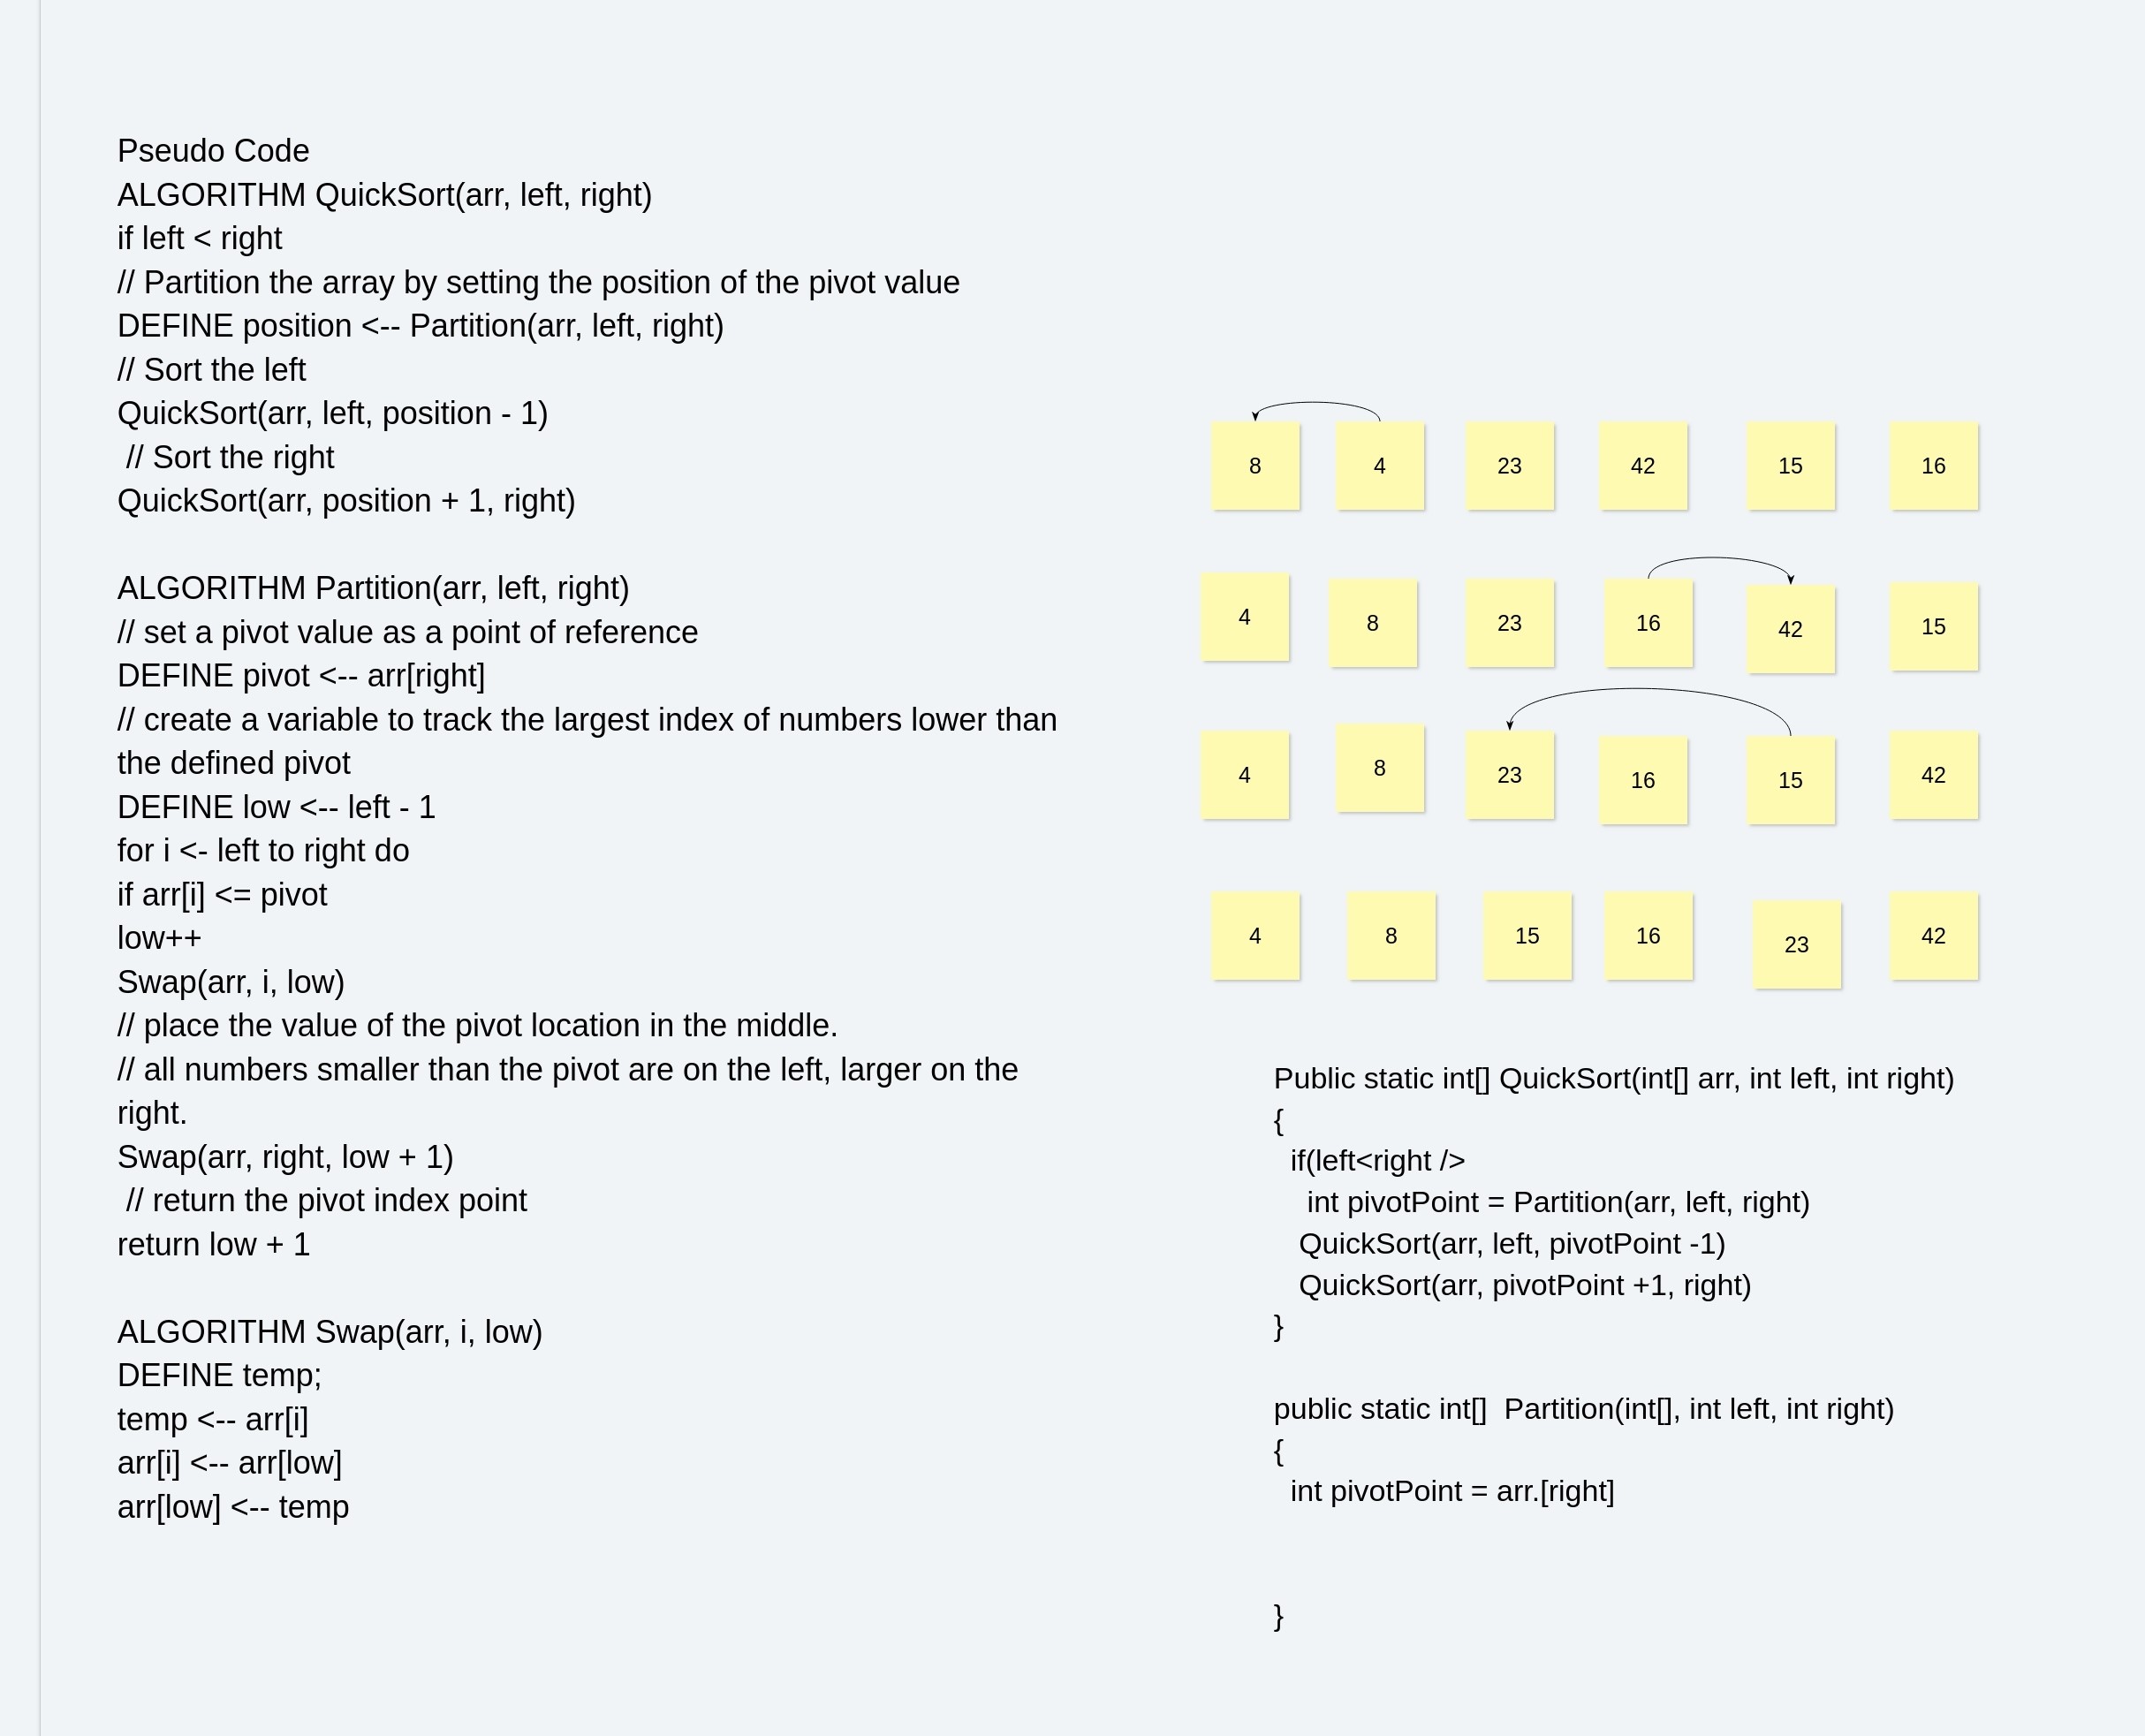 Pseudo Code
ALGORITHM QuickSort(arr, left, right)
if left < right
// Partition the array by setting the position of the pivot value
DEFINE position <-- Partition(arr, left, right)
// Sort the left
QuickSort(arr, left, position - 1)
// Sort the right
QuickSort(arr, position + 1, right)

ALGORITHM Partition(arr, left, right)
// set a pivot value as a point of reference
DEFINE pivot <-- arr[right]
// create a variable to track the largest index of numbers lower than
the defined pivot
DEFINE low <-- left - 1
for i <- left to right do
if arr[i] <= pivot
low++
Swap(arr, i, low)
// place the value of the pivot location in the middle.
// all numbers smaller than the pivot are on the left, larger on the
right.
Swap(arr, right, low + 1)
// return the pivot index point
return low + 1

ALGORITHM Swap(arr, i, low)
DEFINE temp;
temp <-- arr[i]
arr[i] <-- arr[low]
arr[low] <-- temp

8 4 23 42 15 16
4 8 23 16 42 15
4 8 23 16 15 42
4 8 15 16 23 42

Public static int[] QuickSort(int[] arr, int left, int right)
{
if(left<right />
int pivotPoint = Partition(arr, left, right)
QuickSort(arr, left, pivotPoint -1)
QuickSort(arr, pivotPoint +1, right)
}

public static int[]  Partition(int[], int left, int right)
{
int pivotPoint = arr.[right]
}